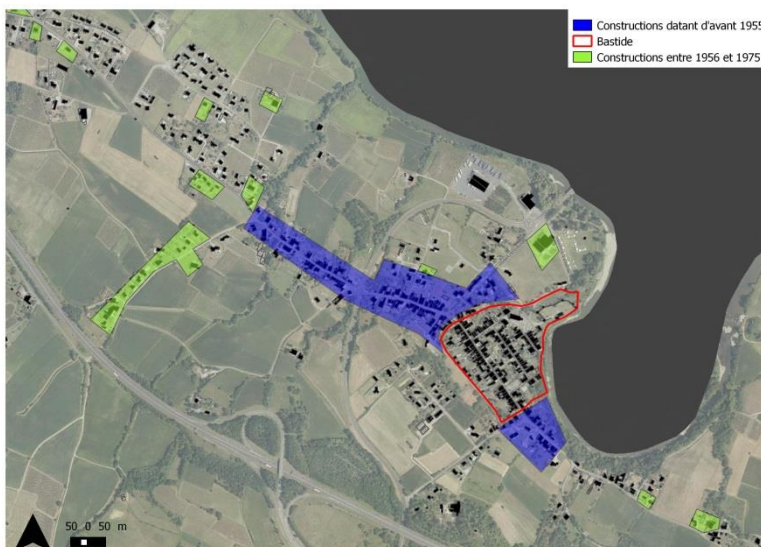 Constructions datant d'avant 1955
Bastide
Constructions entre 1956 et 1975
50 0 50 m